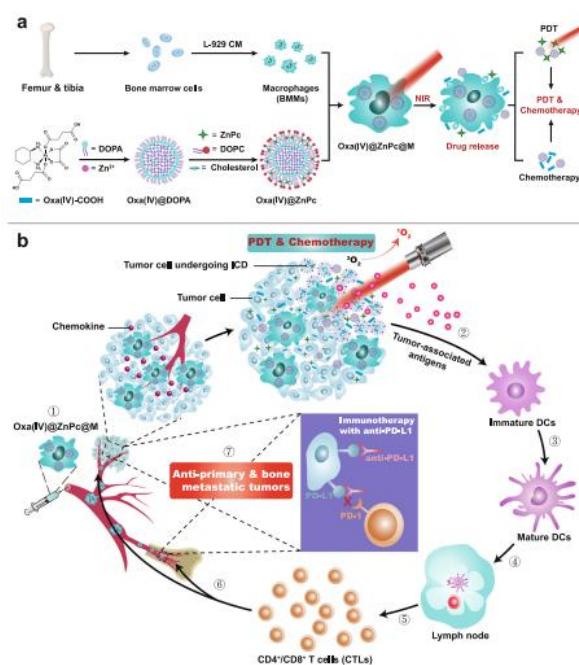 a
L-929 CM
Femur & tibia
Bone marrow cells
Macrophages
(BMMs)
Oxa(IV)@ZnPc@M
NIR
Drug release
PDT
PDT &
Chemotherapy
Chemotherapy
= DOPA
= Zn²⁺
= ZnPc
= DOPC
= Cholesterol
= Oxa(IV)-COOH
Oxa(IV)@DOPA
Oxa(IV)@ZnPc
b
PDT & Chemotherapy
¹O₂
³O₂
Tumor cell undergoing ICD
Tumor cell
Chemokine
②
Tumor-associated
antigens
①
Oxa(IV)@ZnPc@M
Immature DCs
③
Mature DCs
④
Lymph node
⑤
CD4⁺/CD8⁺ T cells (CTLs)
⑥
⑦
Anti-primary & bone
metastatic tumors
Immunotherapy
with anti-PD-L1
anti-PD-L1
PD-L1
PD-1